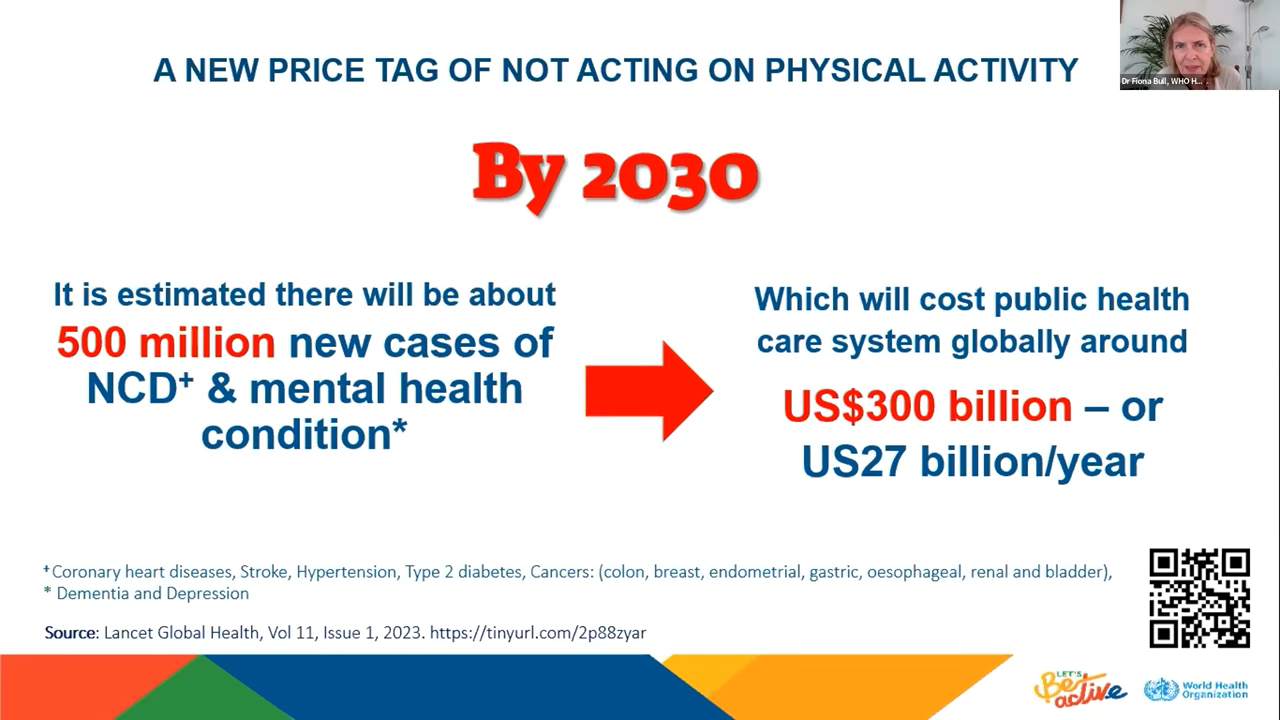 A NEW PRICE TAG OF NOT ACTING ON PHYSICAL ACTIVITY
Dr Fiona Bull, WHO H...
By 2030
It is estimated there will be about
500 million new cases of
NCD⁺ & mental health
condition*
Which will cost public health
care system globally around
US$300 billion – or
US27 billion/year
⁺Coronary heart diseases, Stroke, Hypertension, Type 2 diabetes, Cancers: (colon, breast, endometrial, gastric, oesophageal, renal and bladder),
* Dementia and Depression
Source: Lancet Global Health, Vol 11, Issue 1, 2023. https://tinyurl.com/2p88zyar
LET'S
Be
active
World Health
Organization